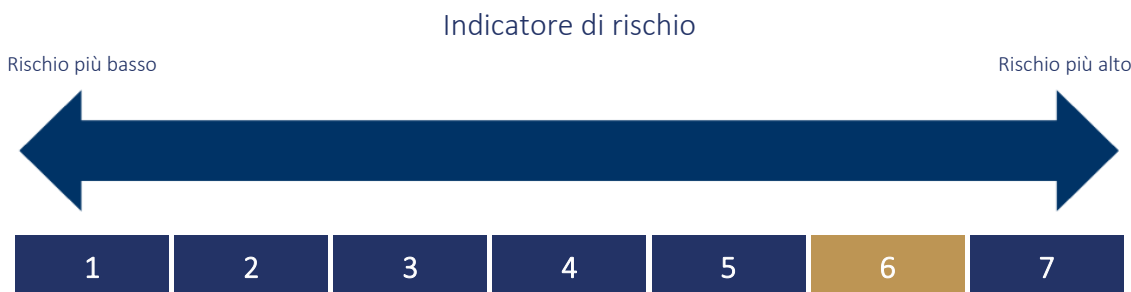 Indicatore di rischio
Rischio più basso
Rischio più alto
1 2 3 4 5 6 7